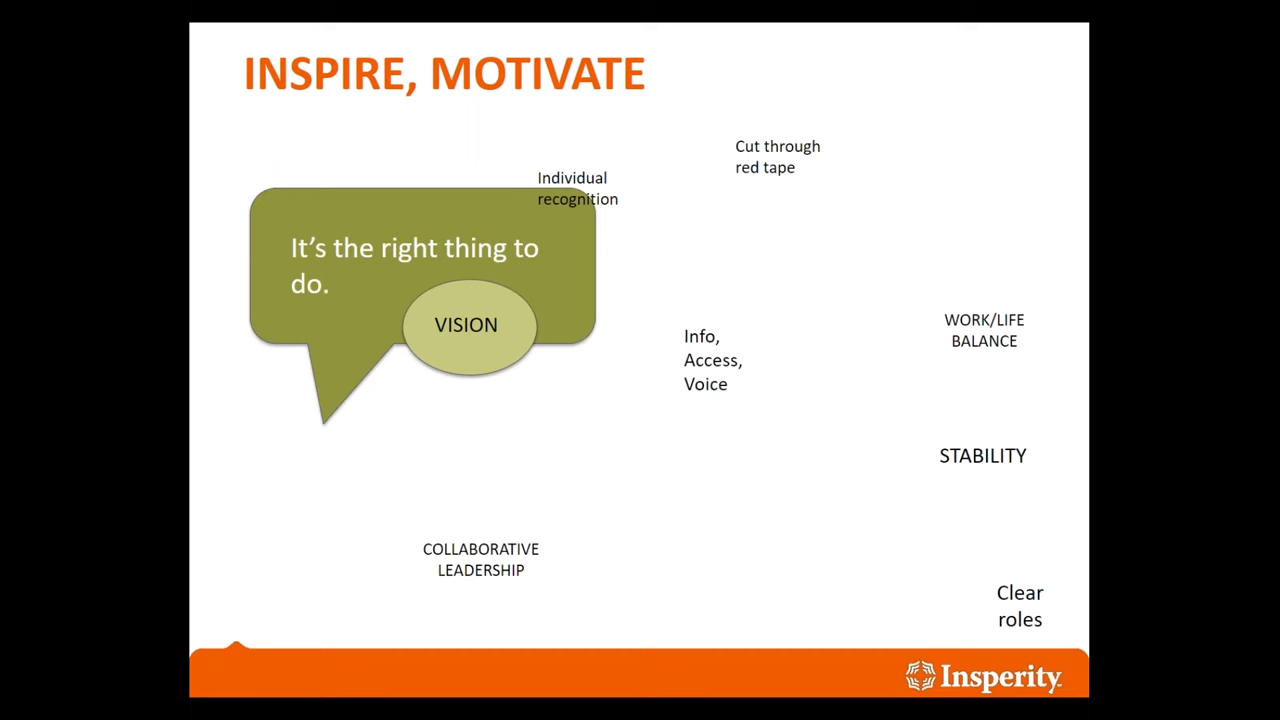 INSPIRE, MOTIVATE
Cut through
red tape
Individual
recognition
It's the right thing to
do.
VISION
Info,
Access,
Voice
WORK/LIFE
BALANCE
STABILITY
COLLABORATIVE
LEADERSHIP
Clear
roles
Insperity